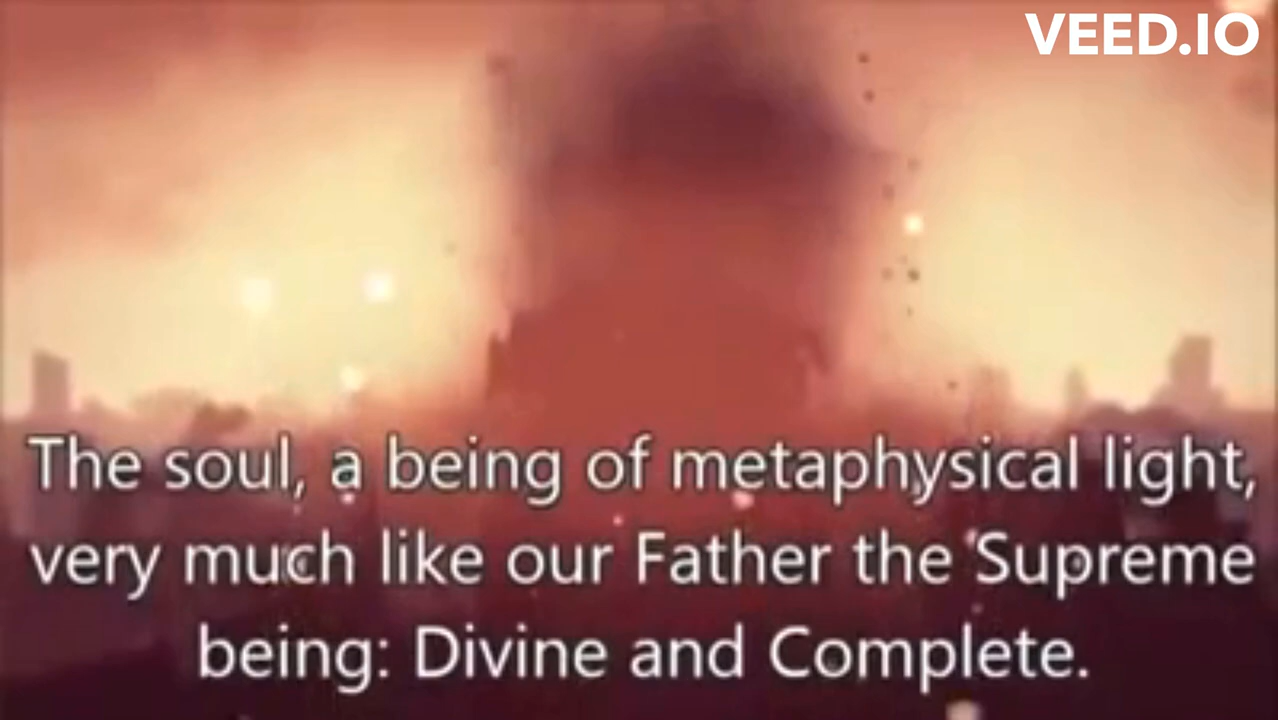 VEED.IO
The soul, a being of metaphysical light,
very much like our Father the Supreme
being: Divine and Complete.